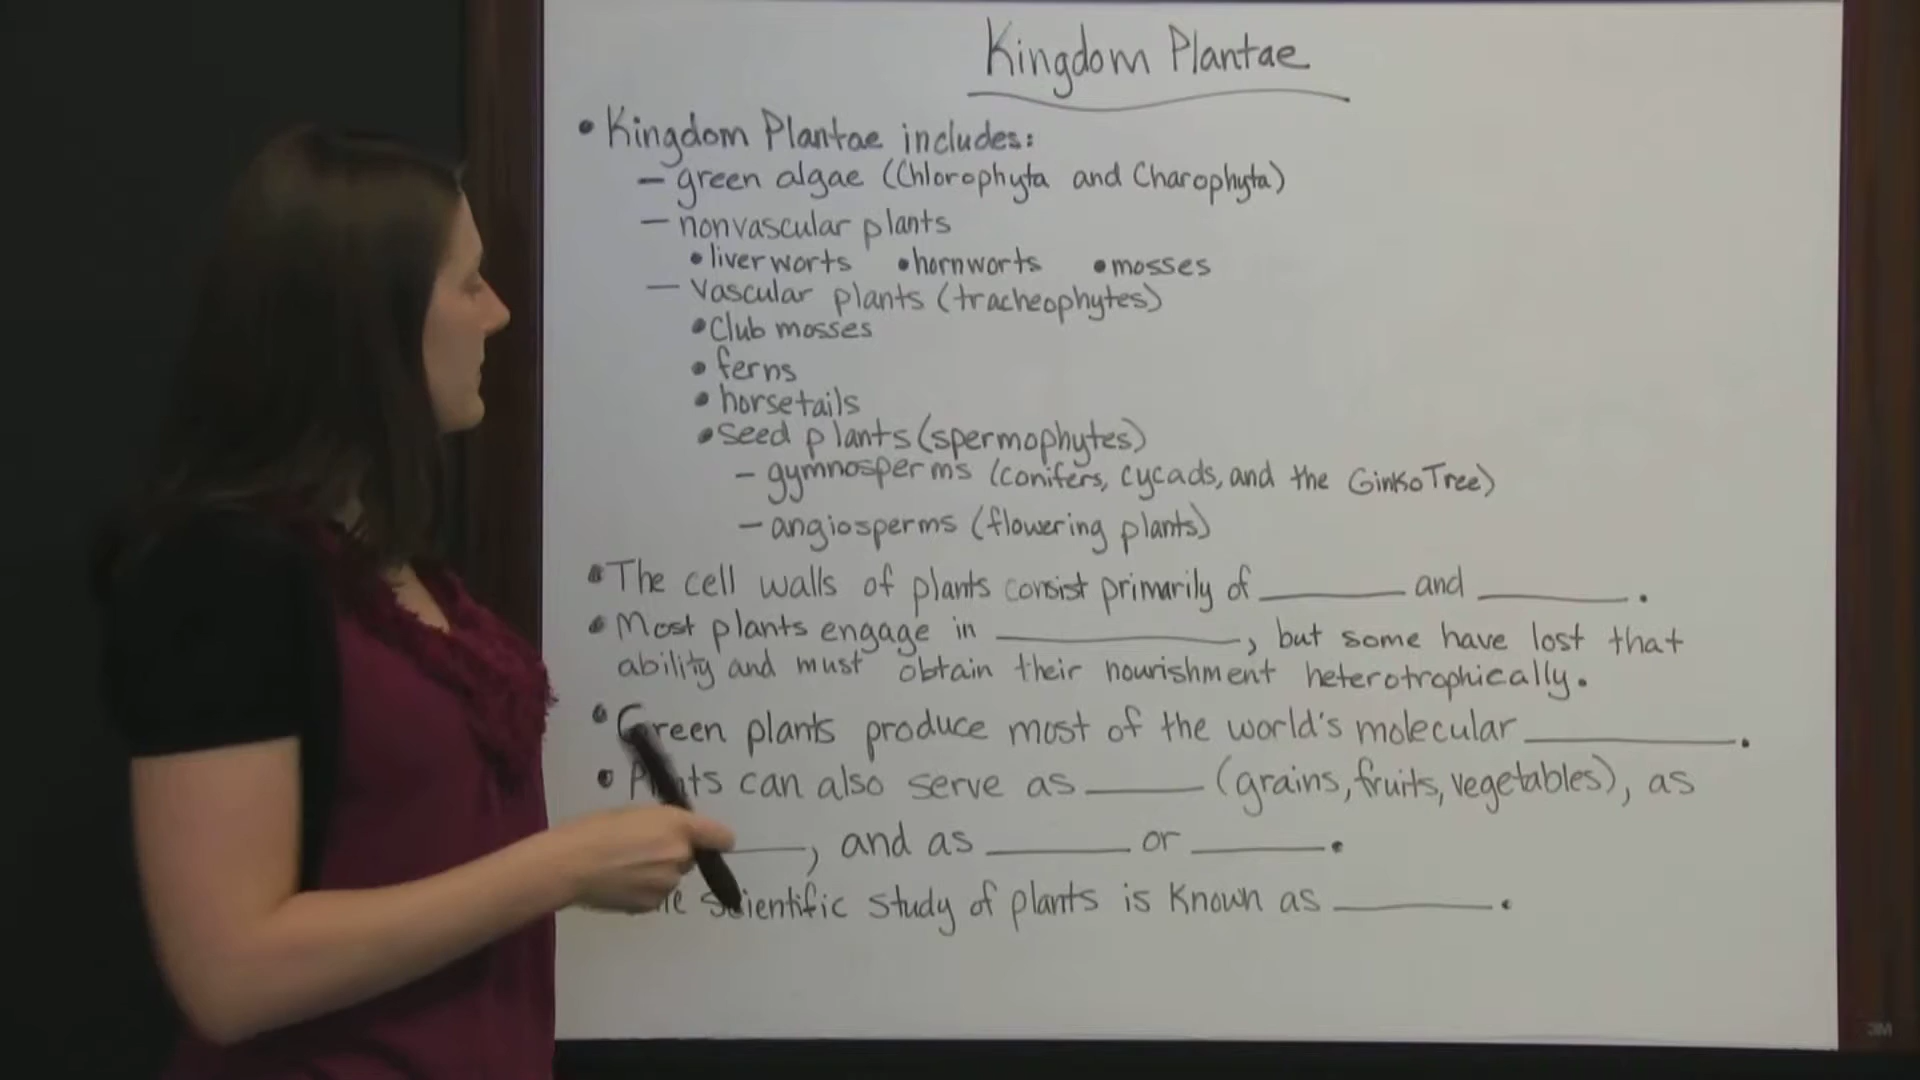 Kingdom Plantae
• Kingdom Plantae includes:
– green algae (Chlorophyta and Charophyta)
– nonvascular plants
• liverworts • hornworts • mosses
– vascular plants (tracheophytes)
• Club mosses
• ferns
• horsetails
• seed plants (spermophytes)
– gymnosperms (conifers, cycads, and the Ginko Tree)
– angiosperms (flowering plants)
• The cell walls of plants consist primarily of ______ and ______.
• Most plants engage in ______, but some have lost that
ability and must obtain their nourishment heterotrophically.
• Green plants produce most of the world's molecular ______.
• Plants can also serve as ______ (grains, fruits, vegetables), as
______, and as ______ or ______.
scientific study of plants is known as ______.
3M